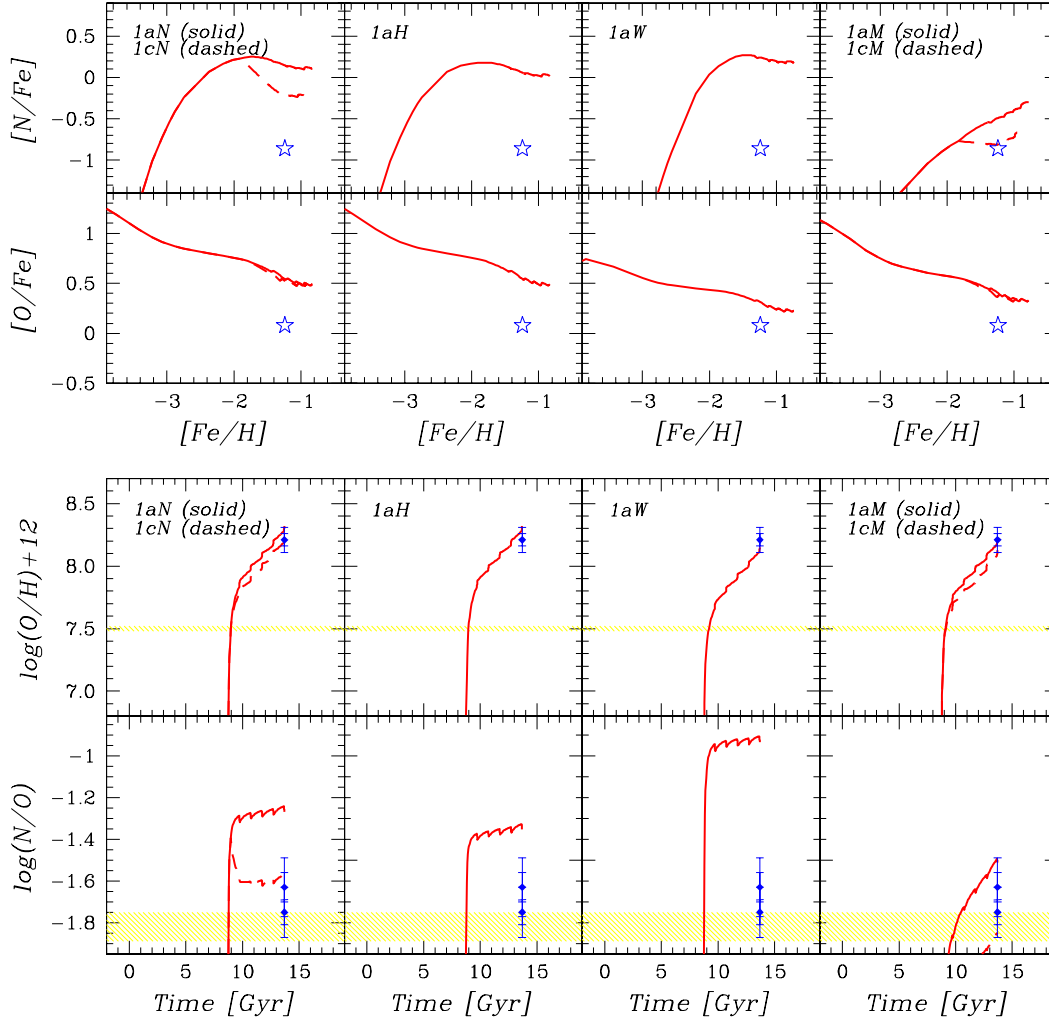 1aN (solid)
1cN (dashed)
1aH
1aW
1aM (solid)
1cM (dashed)
[N/Fe]
0.5
0
-0.5
-1
[O/Fe]
1
0.5
0
-0.5
-3 -2 -1
-3 -2 -1
-3 -2 -1
-3 -2 -1
[Fe/H]
[Fe/H]
[Fe/H]
[Fe/H]
1aN (solid)
1cN (dashed)
1aH
1aW
1aM (solid)
1cM (dashed)
log(O/H)+12
8.5
8.0
7.5
7.0
log(N/O)
-1
-1.2
-1.4
-1.6
-1.8
0 5 10 15
0 5 10 15
0 5 10 15
0 5 10 15
Time [Gyr]
Time [Gyr]
Time [Gyr]
Time [Gyr]